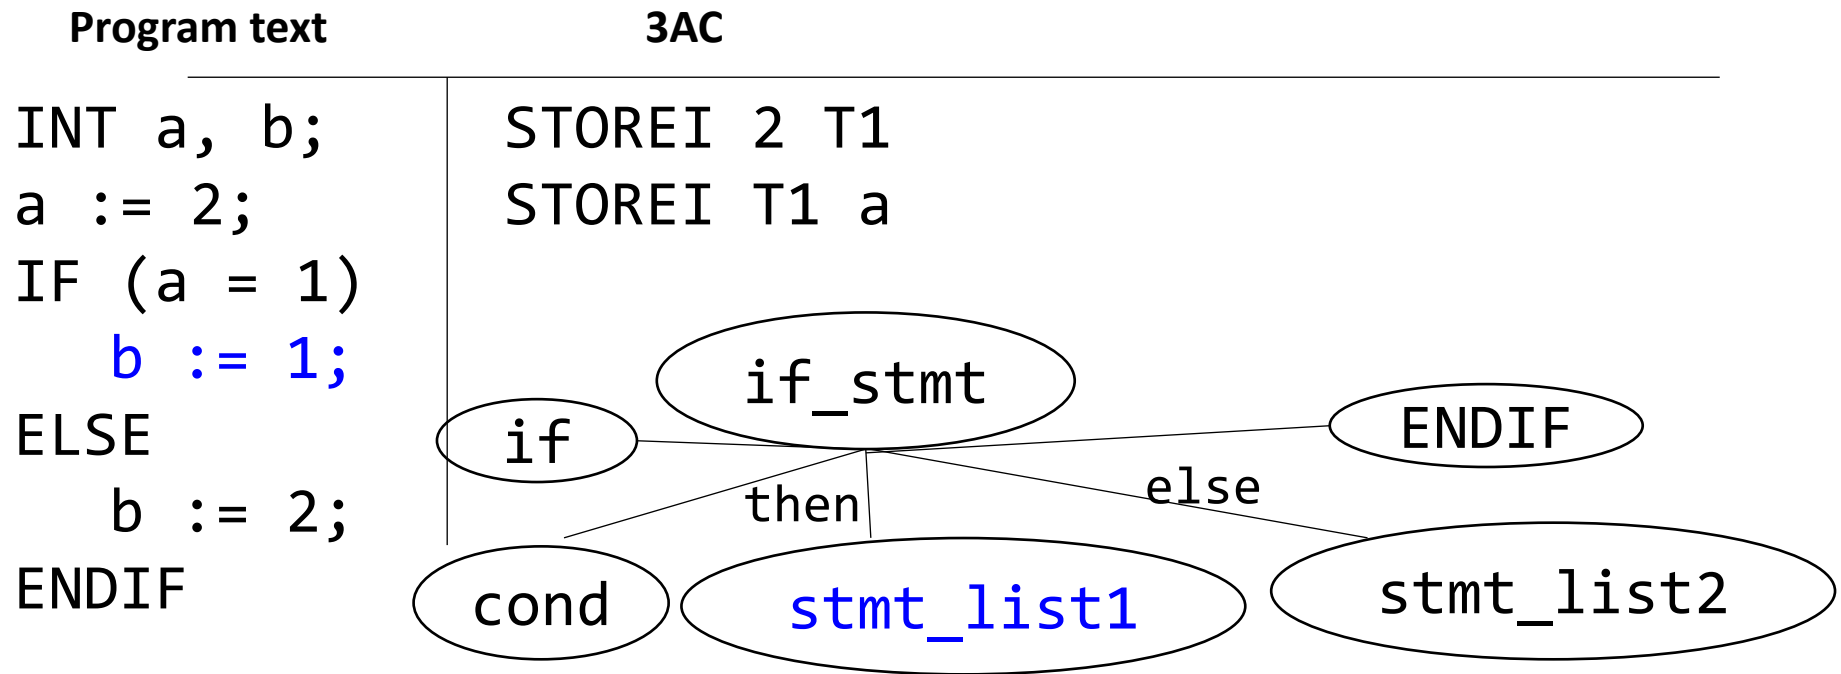 Program text 3AC
INT a, b; STOREI 2 T1
a := 2; STOREI T1 a
IF (a = 1)
b := 1;
if_stmt
ELSE
if
ENDIF
then
else
b := 2;
ENDIF
cond
stmt_list1
stmt_list2